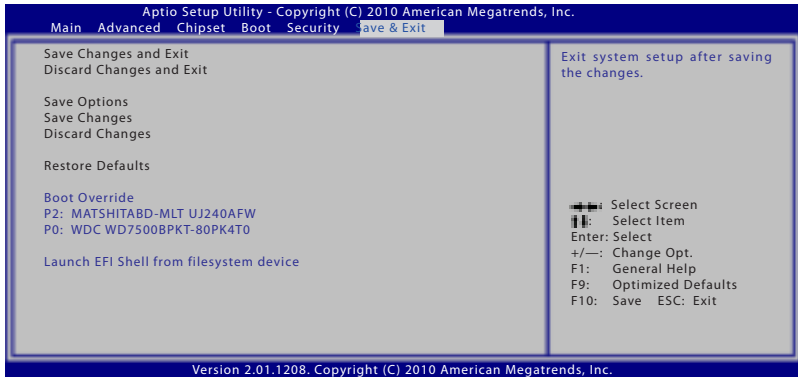 Aptio Setup Utility - Copyright (C) 2010 American Megatrends, Inc.
Main Advanced Chipset Boot Security Save & Exit
Save Changes and Exit
Discard Changes and Exit
Save Options
Save Changes
Discard Changes
Restore Defaults
Boot Override
P2: MATSHITABD-MLT UJ240AFW
P0: WDC WD7500BPKT-80PK4T0
Launch EFI Shell from filesystem device
Exit system setup after saving
the changes.
: Select Screen
: Select Item
Enter: Select
+/—: Change Opt.
F1: General Help
F9: Optimized Defaults
F10: Save ESC: Exit
Version 2.01.1208. Copyright (C) 2010 American Megatrends, Inc.